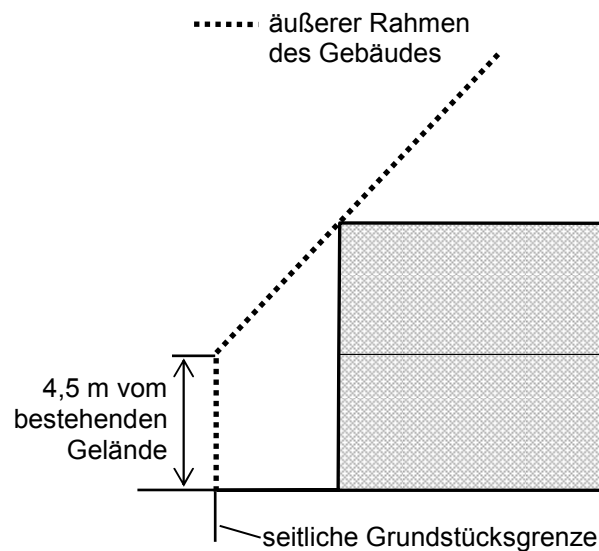 äußerer Rahmen
des Gebäudes
4,5 m vom
bestehenden
Gelände
seitliche Grundstücksgrenze